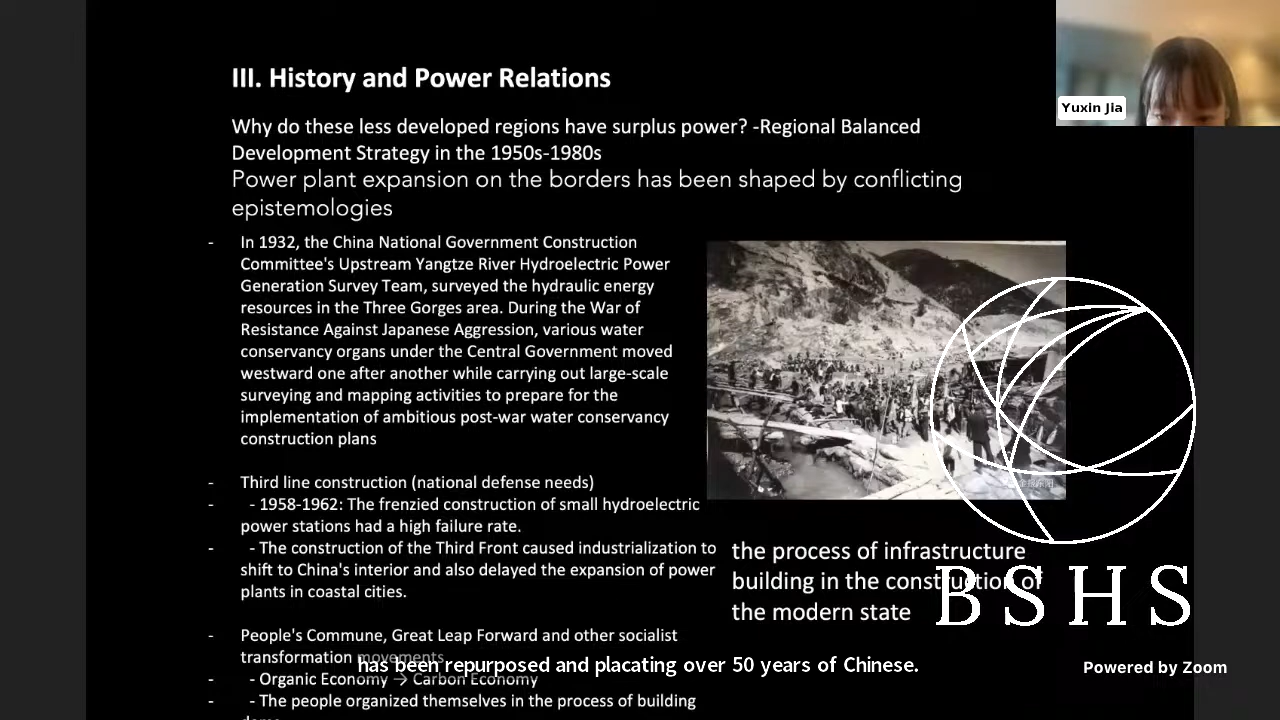 III. History and Power Relations
Yuxin Jia
Why do these less developed regions have surplus power? -Regional Balanced
Development Strategy in the 1950s-1980s
Power plant expansion on the borders has been shaped by conflicting
epistemologies
- In 1932, the China National Government Construction
Committee's Upstream Yangtze River Hydroelectric Power
Generation Survey Team, surveyed the hydraulic energy
resources in the Three Gorges area. During the War of
Resistance Against Japanese Aggression, various water
conservancy organs under the Central Government moved
westward one after another while carrying out large-scale
surveying and mapping activities to prepare for the
implementation of ambitious post-war water conservancy
construction plans
- Third line construction (national defense needs)
- - 1958-1962: The frenzied construction of small hydroelectric
power stations had a high failure rate.
- - The construction of the Third Front caused industrialization to
shift to China's interior and also delayed the expansion of power
plants in coastal cities.
- People's Commune, Great Leap Forward and other socialist
transformation movements
- - Organic Economy → Carbon Economy
- - The people organized themselves in the process of building
the process of infrastructure
building in the construction of
the modern state
BSHS
has been repurposed and placating over 50 years of Chinese.
Powered by Zoom